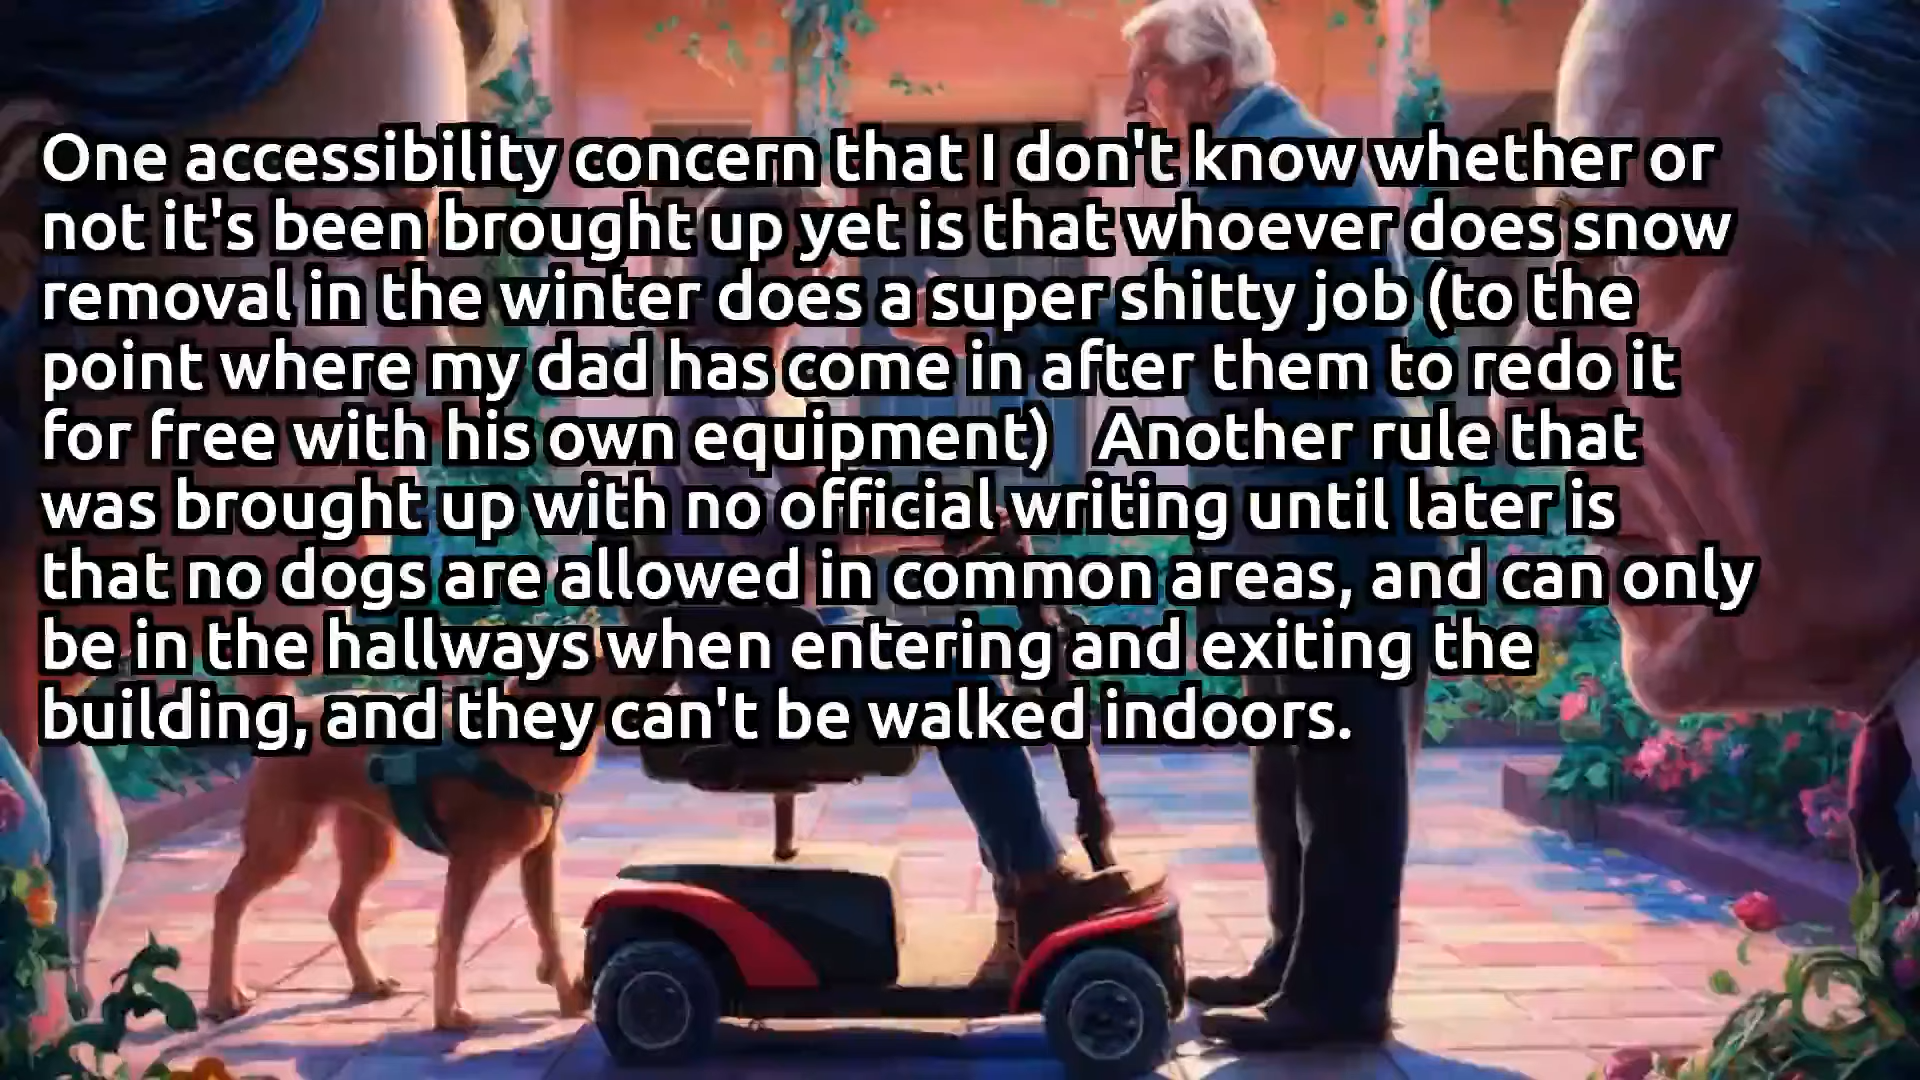 One accessibility concern that I don't know whether or
not it's been brought up yet is that whoever does snow
removal in the winter does a super shitty job (to the
point where my dad has come in after them to redo it
for free with his own equipment)   Another rule that
was brought up with no official writing until later is
that no dogs are allowed in common areas, and can only
be in the hallways when entering and exiting the
building, and they can't be walked indoors.